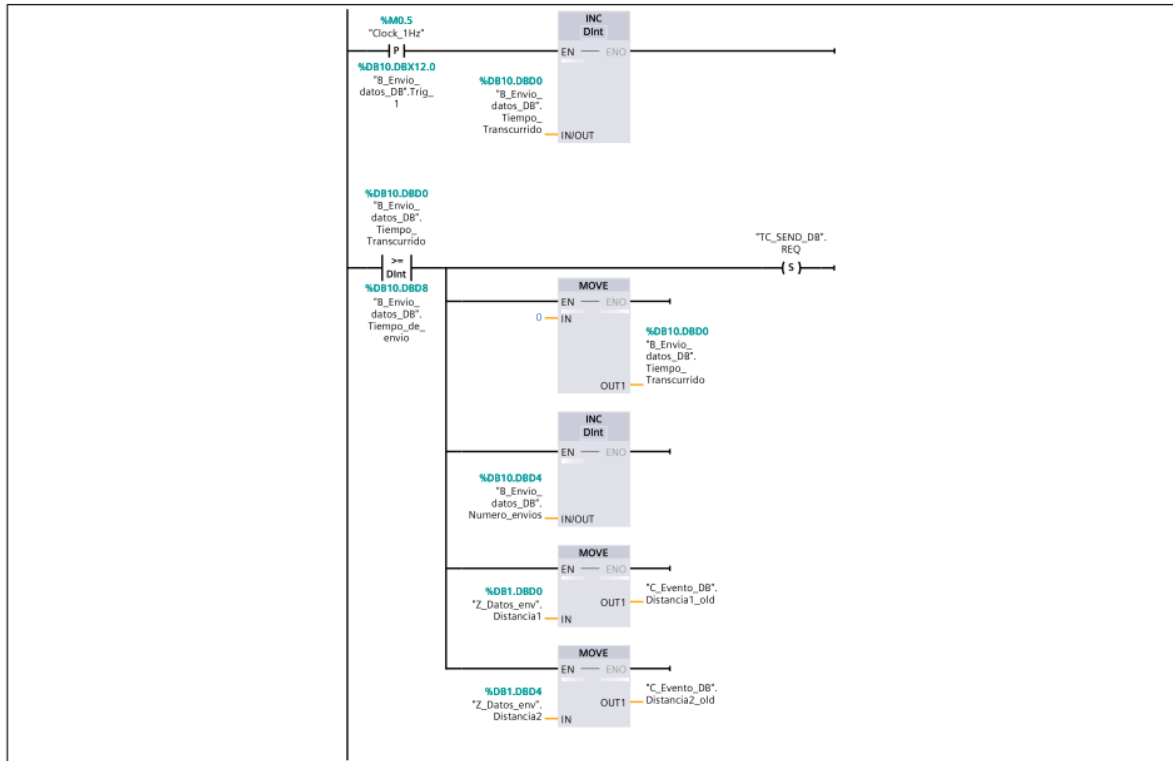 %M0.5
"Clock_1Hz"
P
%DB10.DBX12.0
"B_Envio_
datos_DB".Trig_
1
INC
DInt
EN
ENO
%DB10.DBD0
"B_Envio_
datos_DB".
Tiempo_
Transcurrido
IN/OUT
%DB10.DBD0
"B_Envio_
datos_DB".
Tiempo_
Transcurrido
>=
DInt
%DB10.DBD8
"B_Envio_
datos_DB".
Tiempo_de_
envio
"TC_SEND_DB".
REQ
S
MOVE
EN
ENO
0
IN
%DB10.DBD0
"B_Envio_
datos_DB".
Tiempo_
Transcurrido
OUT1
INC
DInt
EN
ENO
%DB10.DBD4
"B_Envio_
datos_DB".
Numero_envios
IN/OUT
MOVE
EN
ENO
%DB1.DBD0
"Z_Datos_env".
Distancia1
IN
OUT1
"C_Evento_DB".
Distancia1_old
MOVE
EN
ENO
%DB1.DBD4
"Z_Datos_env".
Distancia2
IN
OUT1
"C_Evento_DB".
Distancia2_old